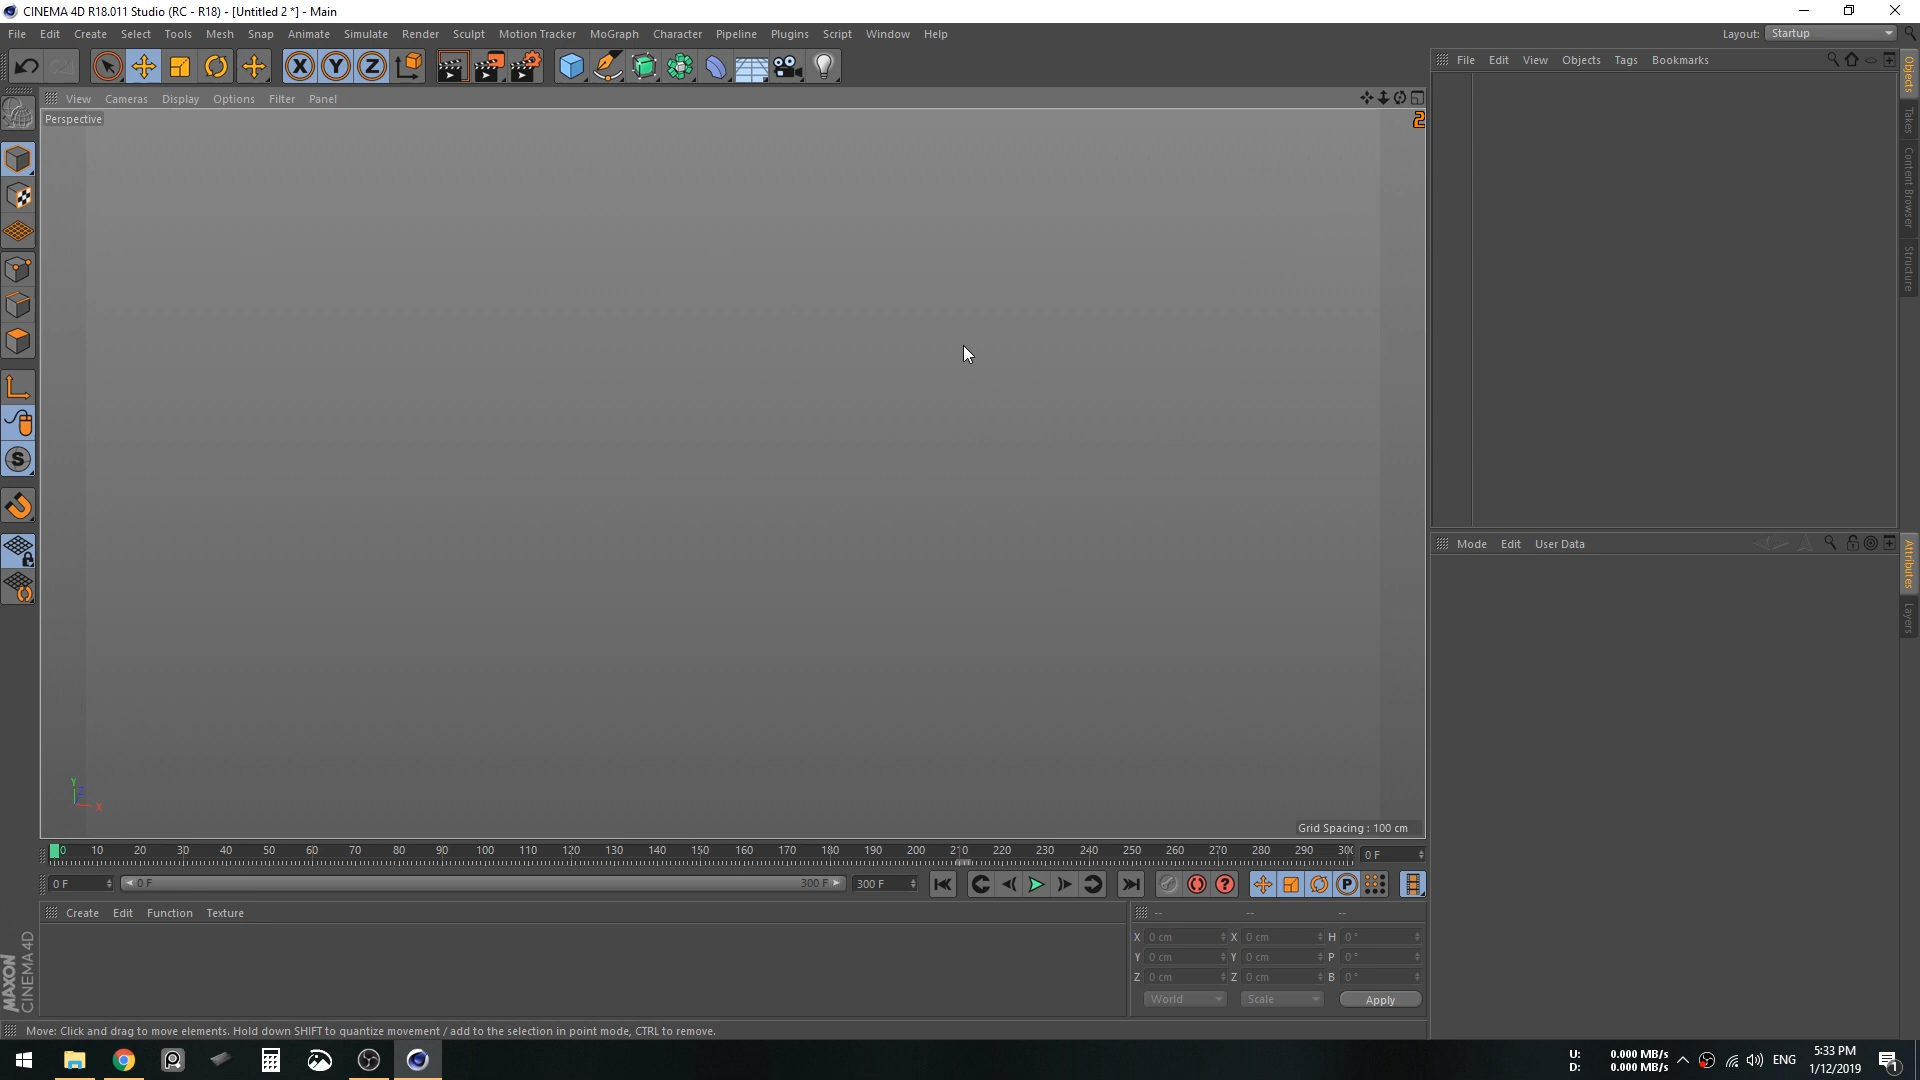 CINEMA 4D R18.011 Studio (RC - R18) - [Untitled 2 *] - Main
File Edit Create Select Tools Mesh Snap Animate Simulate Render Sculpt Motion Tracker MoGraph Character Pipeline Plugins Script Window Help Layout: Startup
X Y Z
File Edit View Objects Tags Bookmarks
View Cameras Display Options Filter Panel
Perspective
2
Objects
Takes
Content Browser
Structure
S
Mode Edit User Data
Attributes
Layers
Y
X
Grid Spacing : 100 cm
0 10 20 30 40 50 60 70 80 90 100 110 120 130 140 150 160 170 180 190 200 210 220 230 240 250 260 270 280 290 300 0 F
0 F 0 F 300 F 300 F P
Create Edit Function Texture -- -- --
X 0 cm X 0 cm H 0 °
Y 0 cm Y 0 cm P 0 °
Z 0 cm Z 0 cm B 0 °
World Scale Apply
MAXON
CINEMA 4D
Move: Click and drag to move elements. Hold down SHIFT to quantize movement / add to the selection in point mode, CTRL to remove.
U: 0.000 MB/s
D: 0.000 MB/s
ENG
5:33 PM
1/12/2019
1